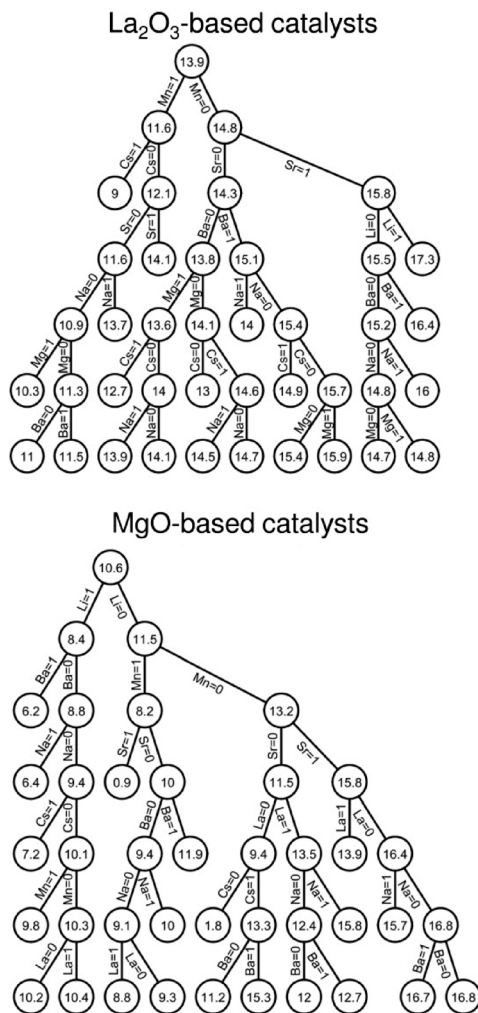 La₂O₃-based catalysts
13.9
Mn=1 Mn=0
11.6 14.8
Cs=1 Cs=0 Sr=0 Sr=1
9 12.1 14.3 15.8
Sr=0 Sr=1 Ba=0 Ba=1 Li=0 Li=1
11.6 14.1 13.8 15.1 15.5 17.3
Na=0 Na=1 Mg=1 Mg=0 Na=1 Na=0 Ba=0 Ba=1
10.9 13.7 13.6 14.1 14 15.4 15.2 16.4
Mg=1 Mg=0 Cs=1 Cs=0 Cs=0 Cs=1 Cs=1 Cs=0 Na=0 Na=1
10.3 11.3 12.7 14 13 14.6 14.9 15.7 14.8 16
Ba=0 Ba=1 Na=1 Na=0 Na=1 Na=0 Mg=0 Mg=1 Mg=0 Mg=1
11 11.5 13.9 14.1 14.5 14.7 15.4 15.9 14.7 14.8
MgO-based catalysts
10.6
Li=1 Li=0
8.4 11.5
Ba=1 Ba=0 Mn=1 Mn=0
6.2 8.8 8.2 13.2
Na=1 Na=0 Sr=1 Sr=0 Sr=0 Sr=1
6.4 9.4 0.9 10 11.5 15.8
Cs=1 Cs=0 Ba=0 Ba=1 La=0 La=1 La=1 La=0
7.2 10.1 9.4 11.9 9.4 13.5 13.9 16.4
Mn=1 Mn=0 Na=0 Na=1 Cs=0 Cs=1 Na=0 Na=1 Na=1 Na=0
9.8 10.3 9.1 10 1.8 13.3 12.4 15.8 15.7 16.8
La=0 La=1 La=1 La=0 Ba=0 Ba=1 Ba=0 Ba=1 Ba=1 Ba=0
10.2 10.4 8.8 9.3 11.2 15.3 12 12.7 16.7 16.8